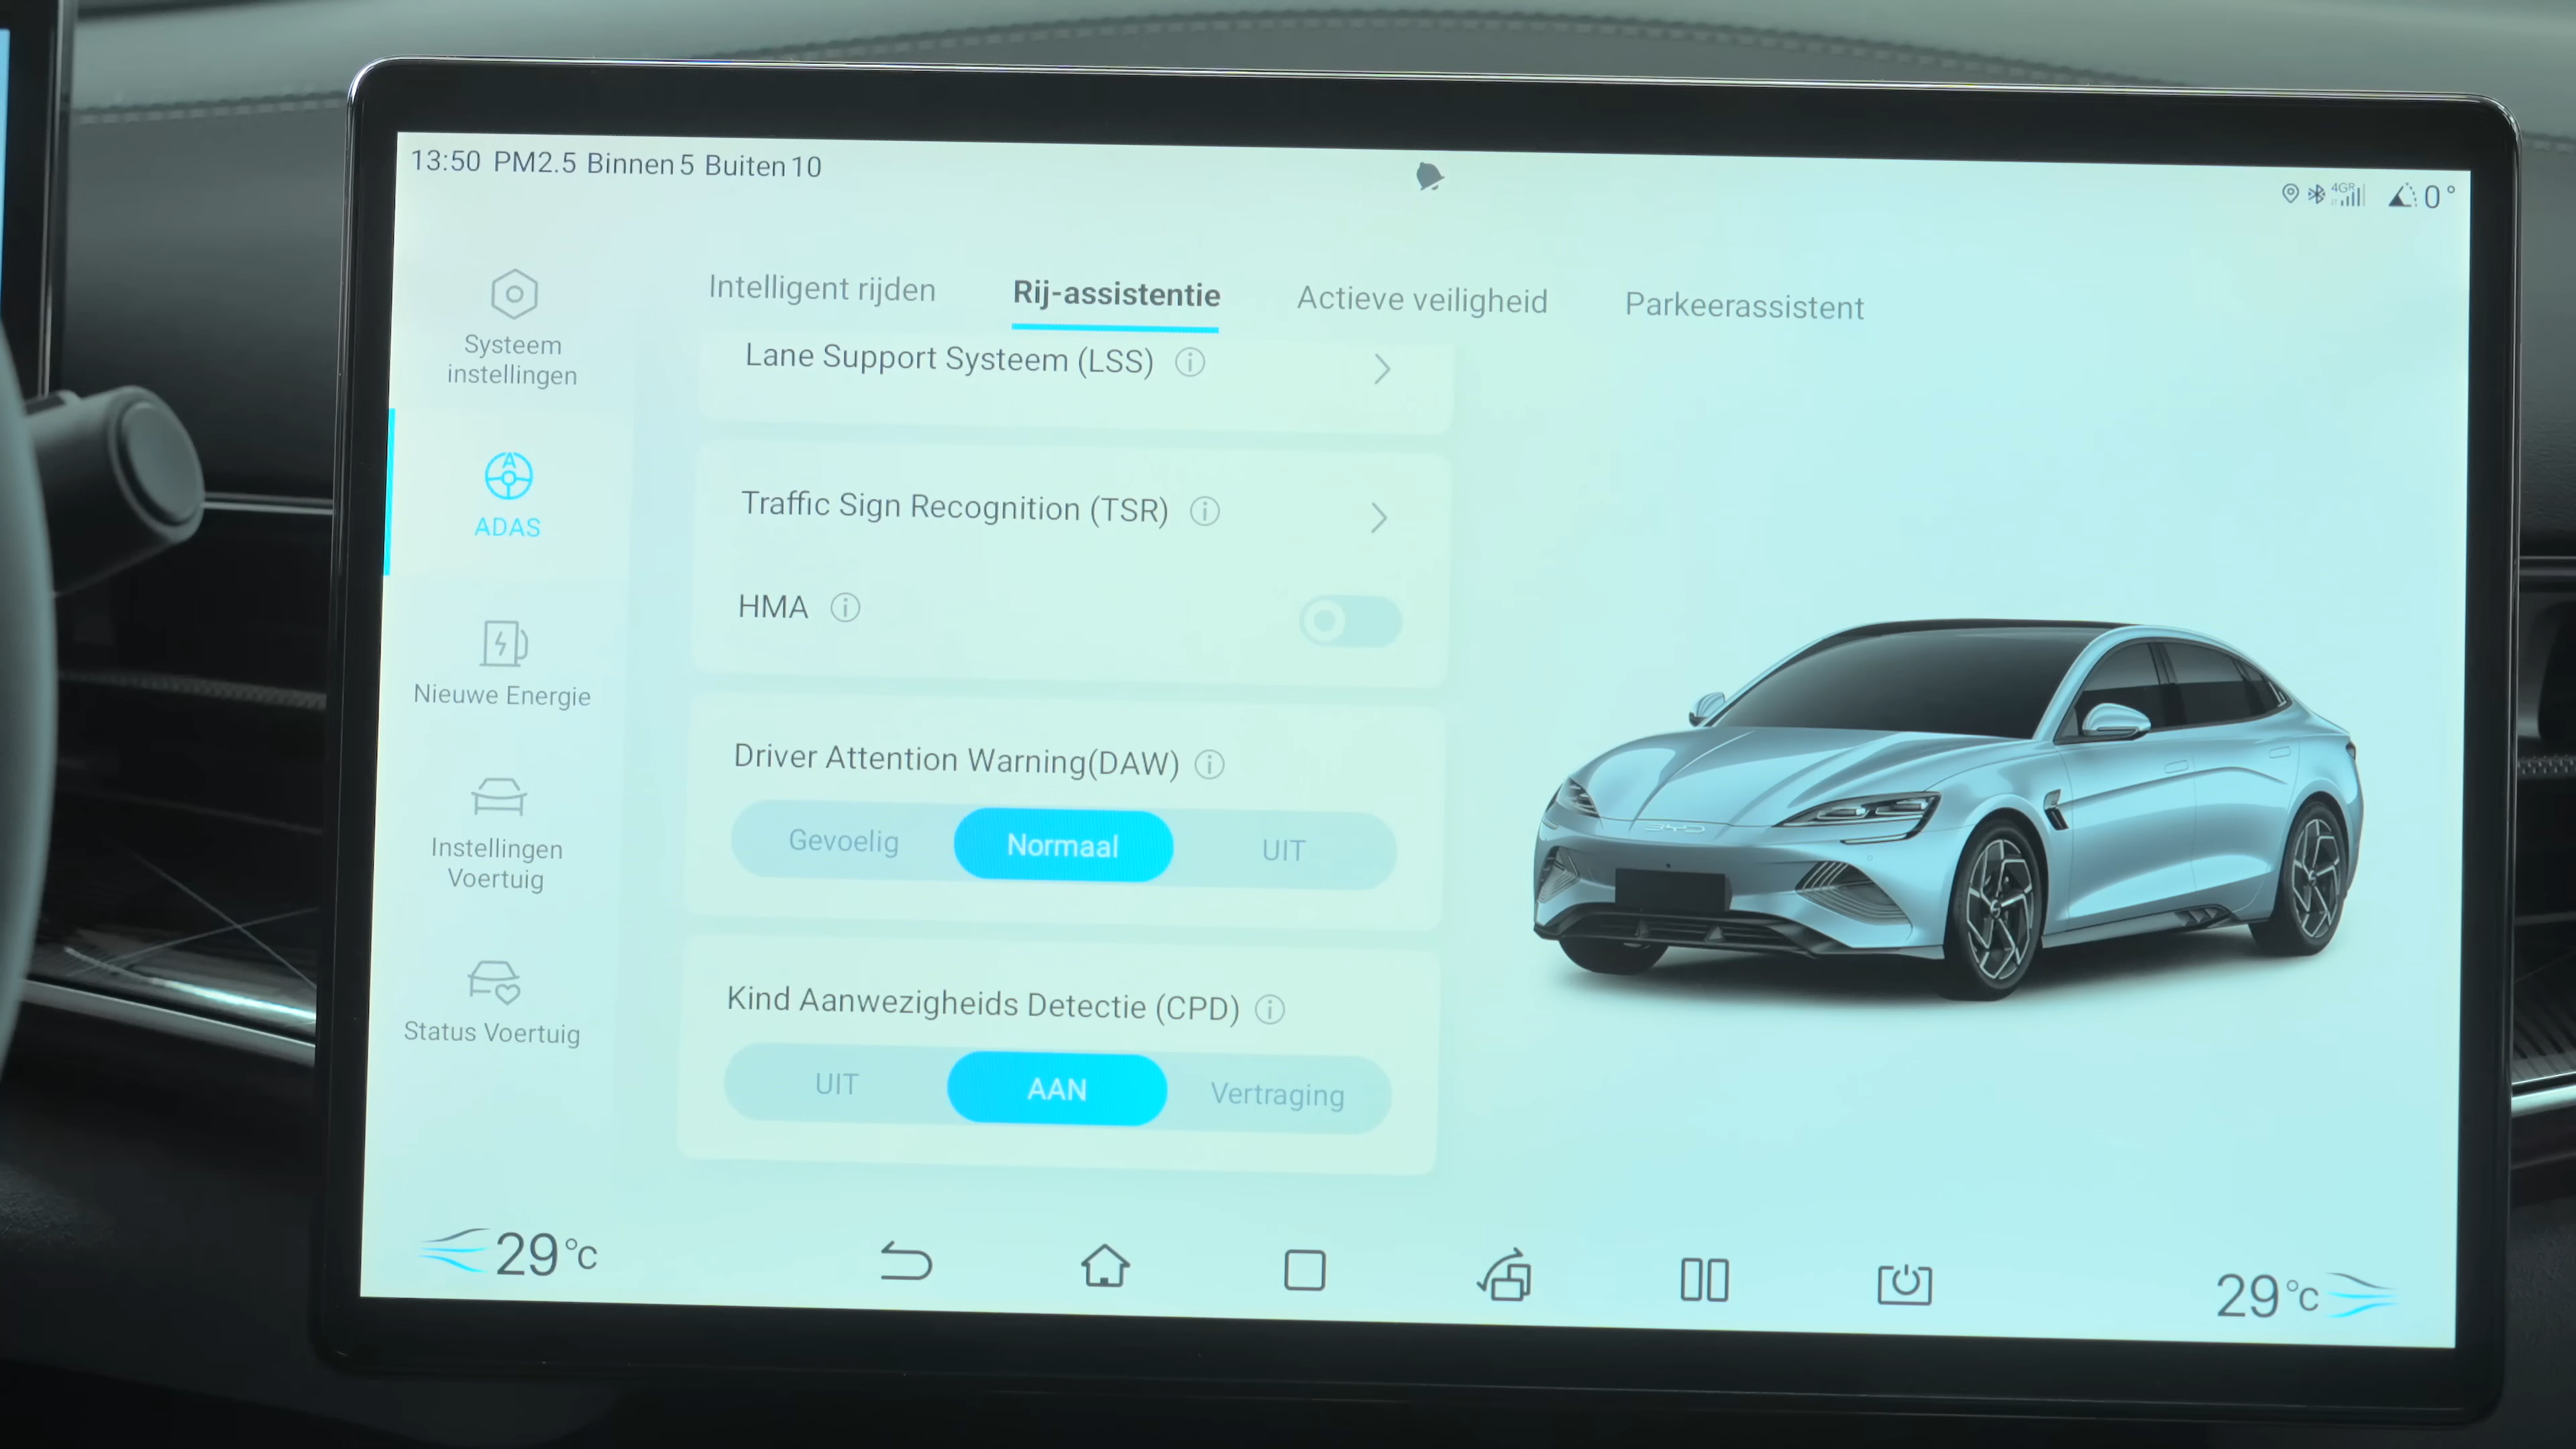 13:50 PM2.5 Binnen 5 Buiten 10
4G
0°
Systeem
instellingen
ADAS
Nieuwe Energie
Instellingen
Voertuig
Status Voertuig
Intelligent rijden
Rij-assistentie
Actieve veiligheid
Parkeerassistent
Lane Support Systeem (LSS)
Traffic Sign Recognition (TSR)
HMA
Driver Attention Warning(DAW)
Gevoelig
Normaal
UIT
Kind Aanwezigheids Detectie (CPD)
UIT
AAN
Vertraging
BYD
29°C
29°C